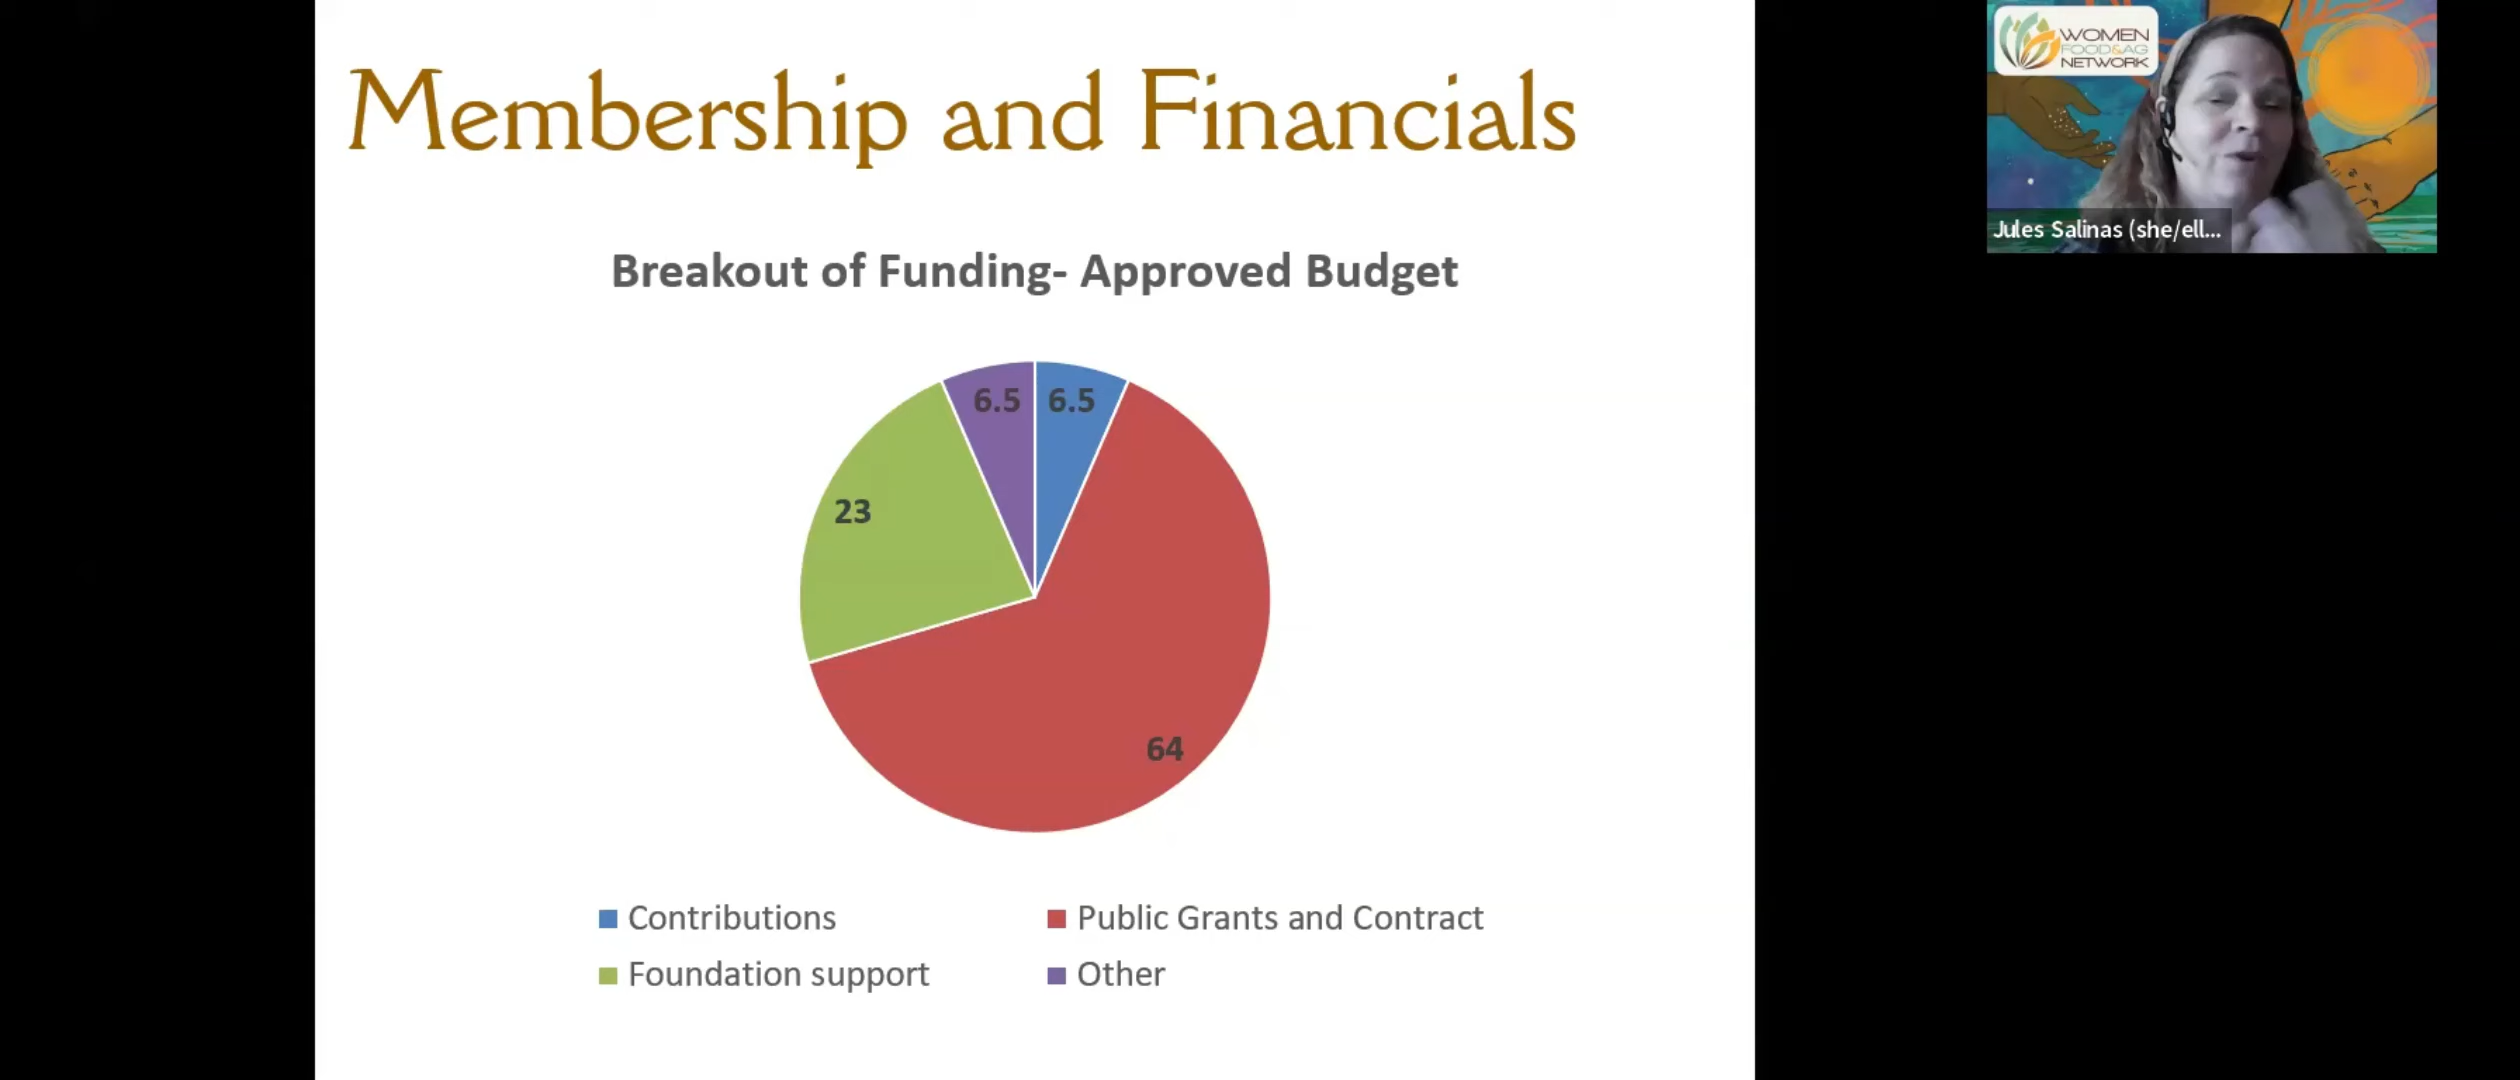 Membership and Financials
Breakout of Funding- Approved Budget
6.5
6.5
23
64
Contributions
Public Grants and Contract
Foundation support
Other
WOMEN
FOOD&AG
NETWORK
Jules Salinas (she/ell...